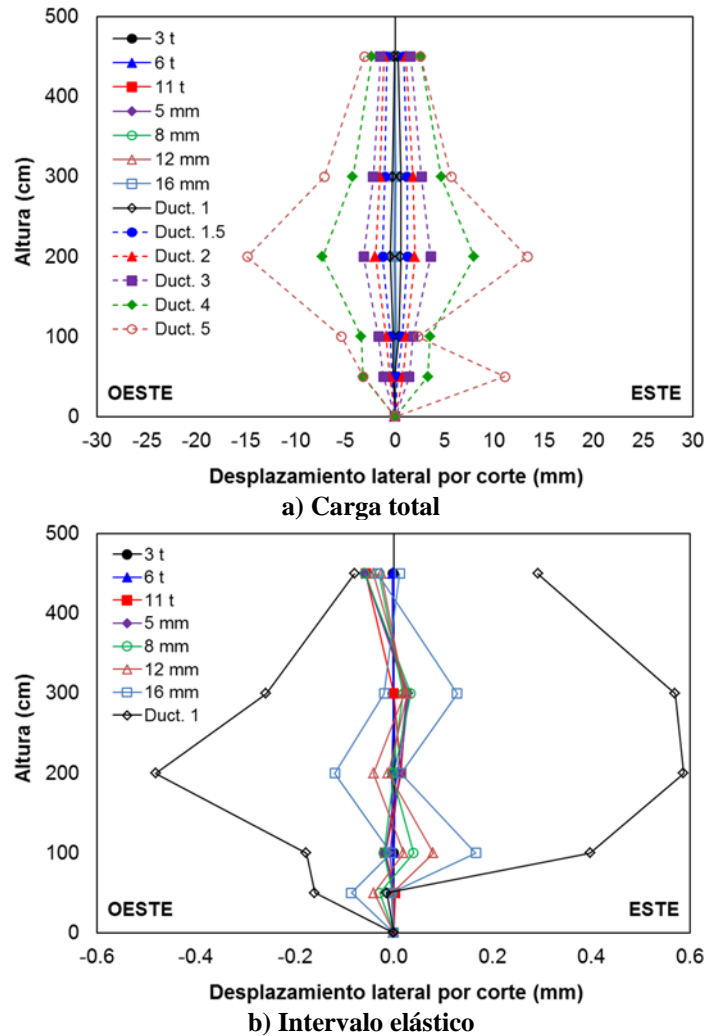 500
400
300
200
100
0
Altura (cm)
3 t
6 t
11 t
5 mm
8 mm
12 mm
16 mm
Duct. 1
Duct. 1.5
Duct. 2
Duct. 3
Duct. 4
Duct. 5
OESTE
ESTE
-30 -25 -20 -15 -10 -5 0 5 10 15 20 25 30
Desplazamiento lateral por corte (mm)
a) Carga total
500
400
300
200
100
0
Altura (cm)
3 t
6 t
11 t
5 mm
8 mm
12 mm
16 mm
Duct. 1
OESTE
ESTE
-0.6 -0.4 -0.2 0.0 0.2 0.4 0.6
Desplazamiento lateral por corte (mm)
b) Intervalo elástico